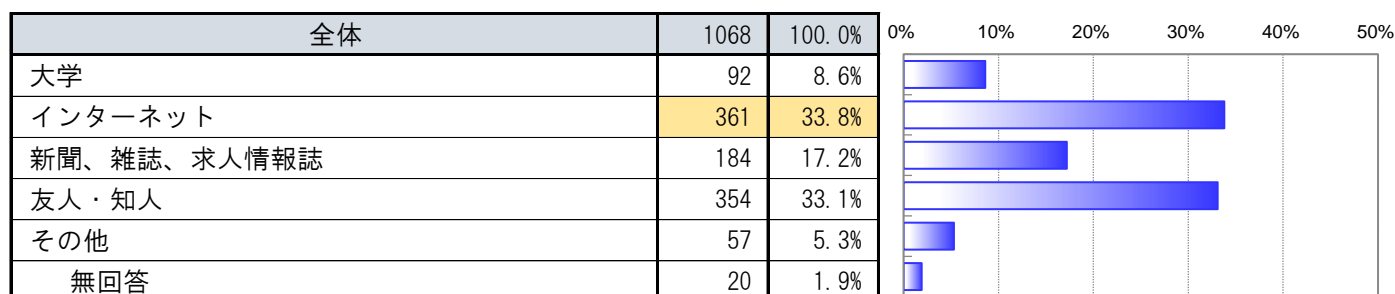 全体 1068 100.0% 0% 10% 20% 30% 40% 50%
大学 92 8.6%
インターネット 361 33.8%
新聞、雑誌、求人情報誌 184 17.2%
友人・知人 354 33.1%
その他 57 5.3%
無回答 20 1.9%